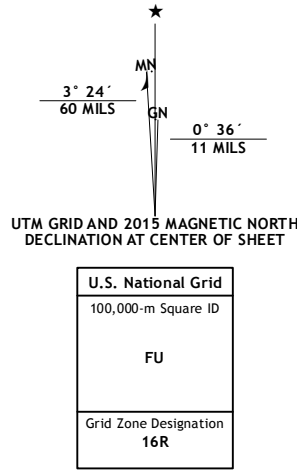 ★
MN
3° 24´
60 MILS
GN
0° 36´
11 MILS
UTM GRID AND 2015 MAGNETIC NORTH
DECLINATION AT CENTER OF SHEET
U.S. National Grid
100,000-m Square ID
FU
Grid Zone Designation
16R